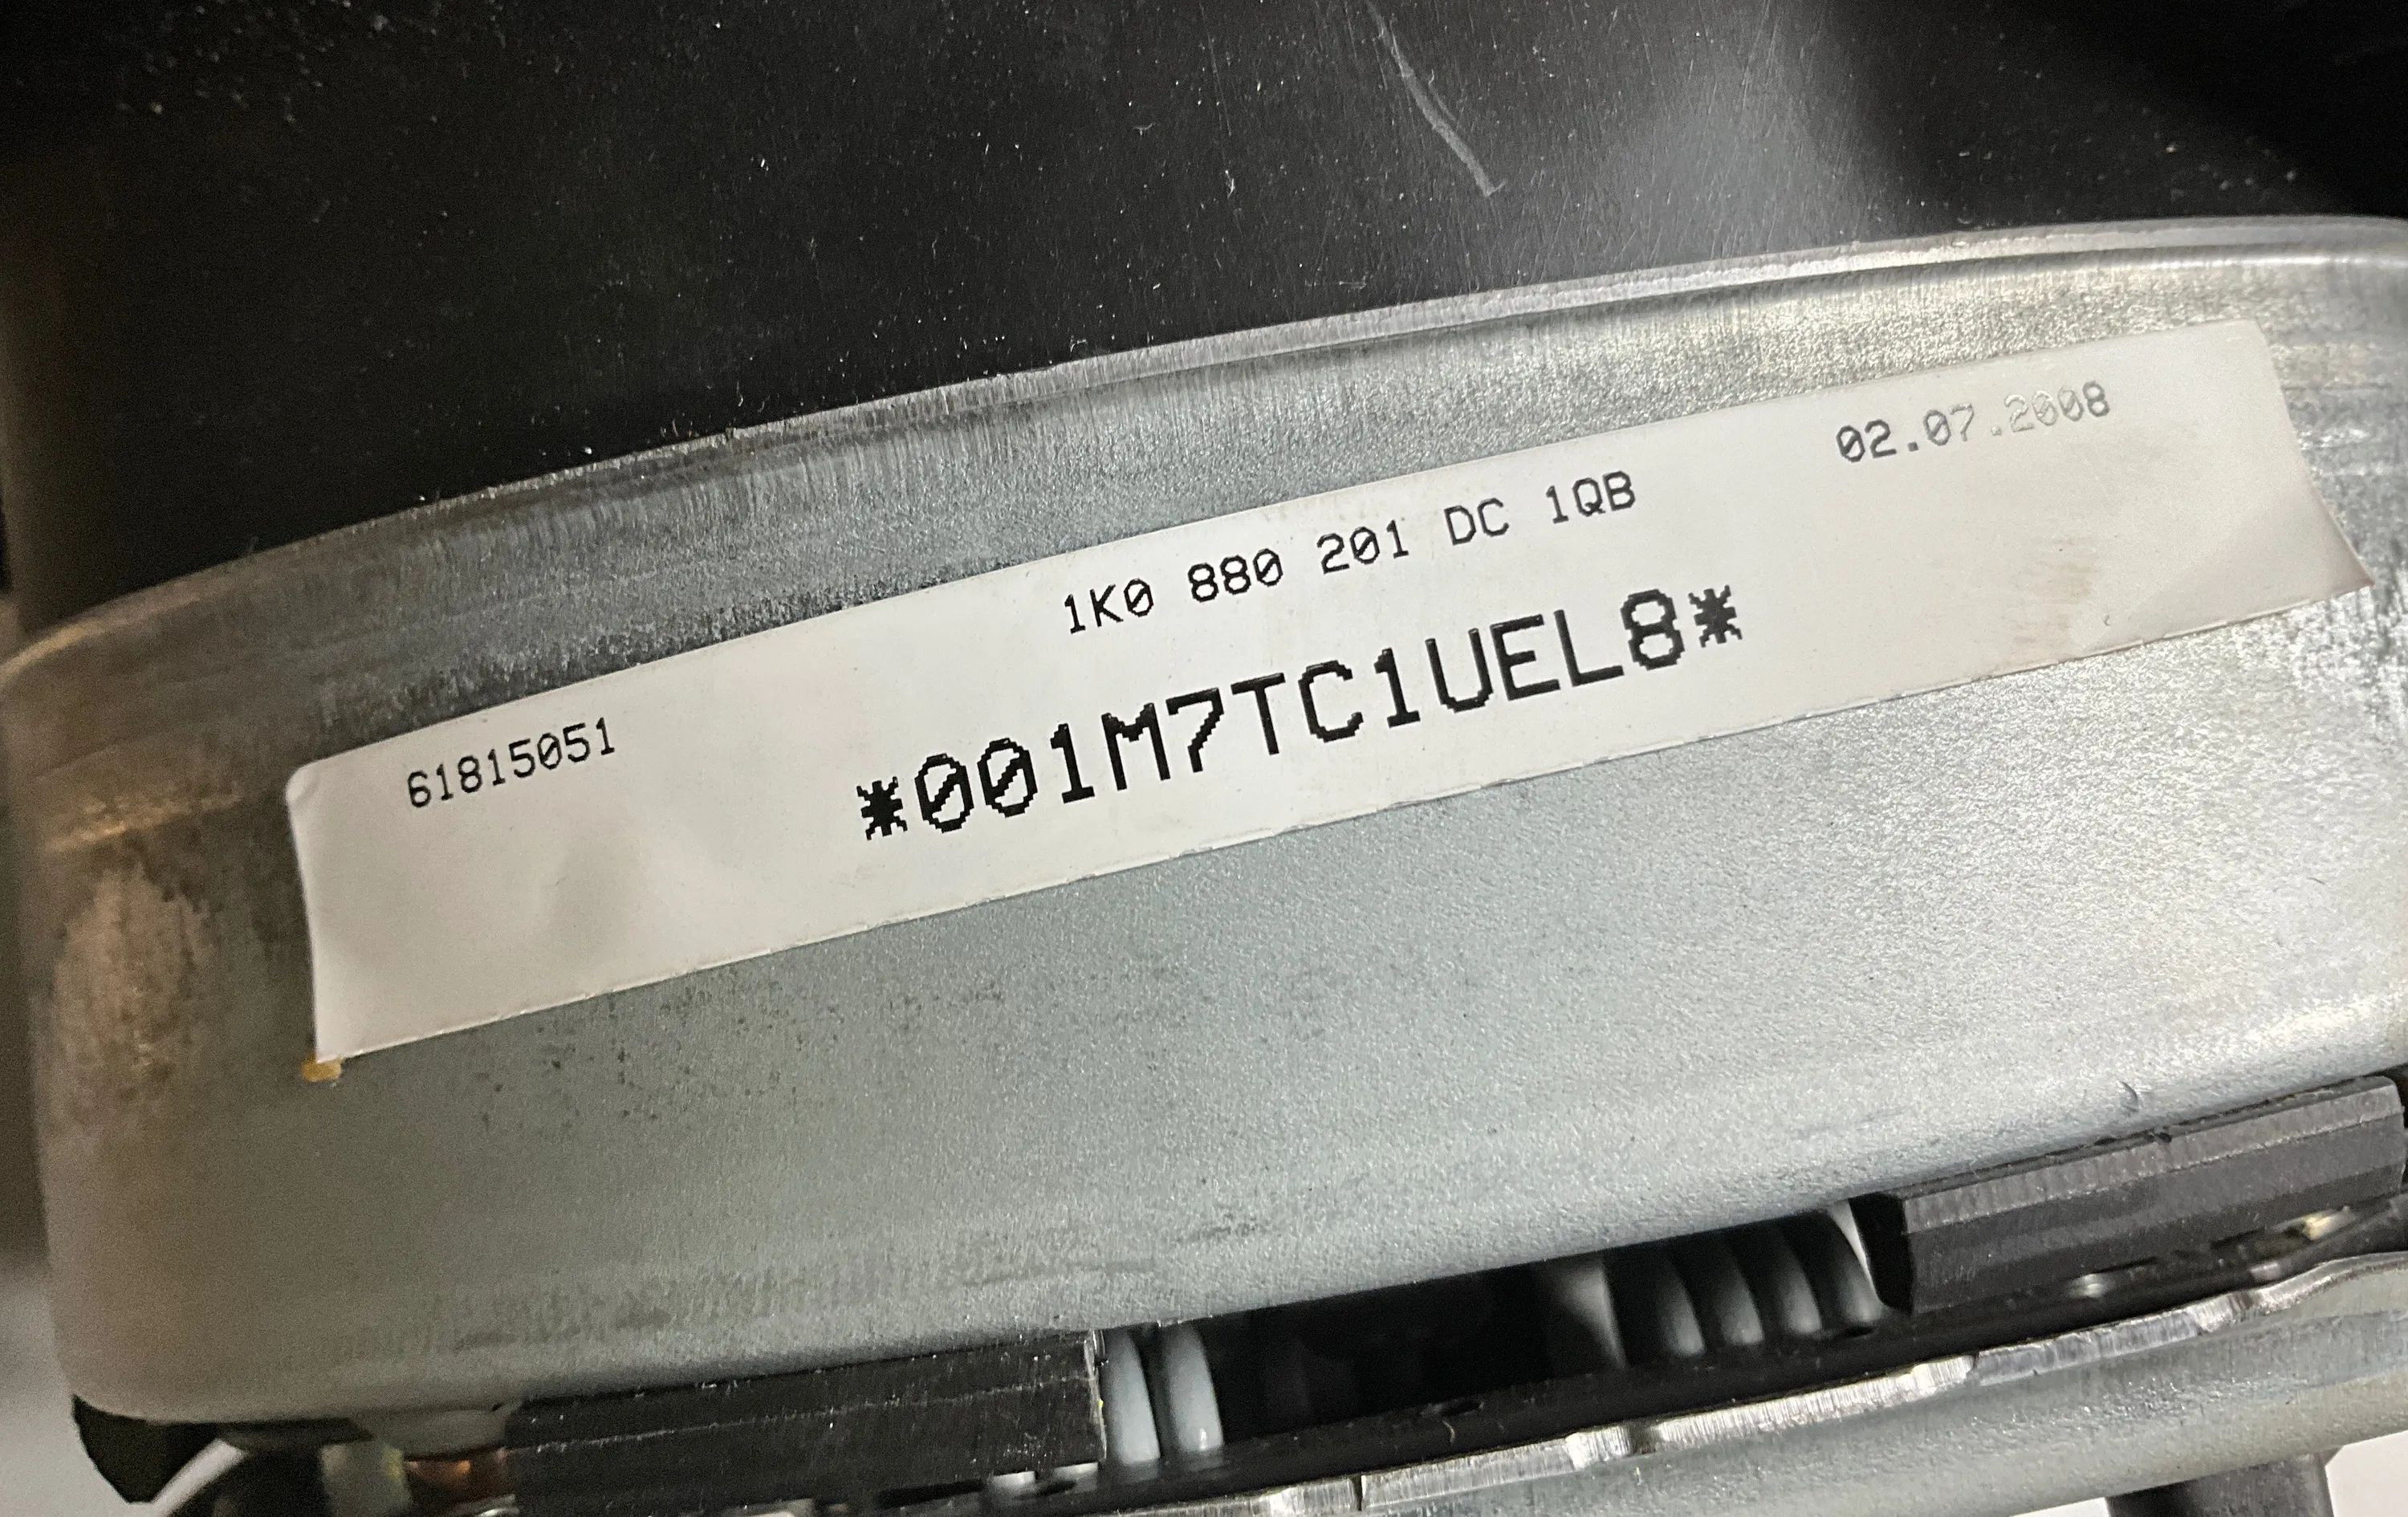 02.07.2008
1K0 880 201 DC 1QB
61815051
*001M7TC1UEL8*